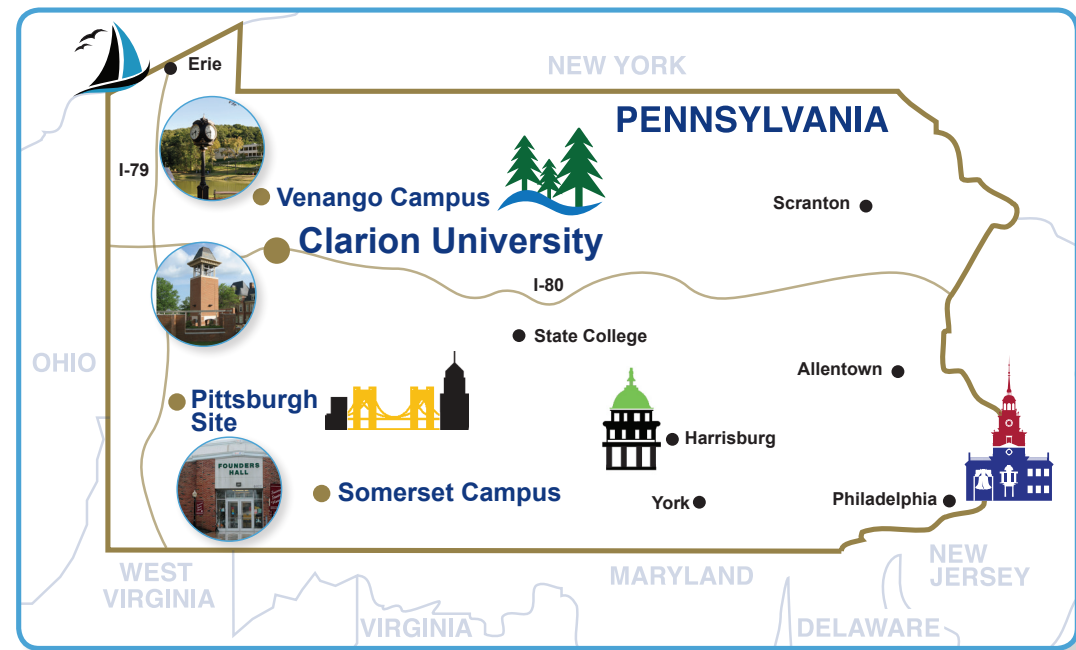 Erie
NEW YORK
PENNSYLVANIA
I-79
Venango Campus
Scranton
Clarion University
I-80
State College
OHIO
Allentown
Pittsburgh
Site
Harrisburg
FOUNDERS
HALL
Somerset Campus
York
Philadelphia
WEST
VIRGINIA
MARYLAND
NEW
JERSEY
VIRGINIA
DELAWARE